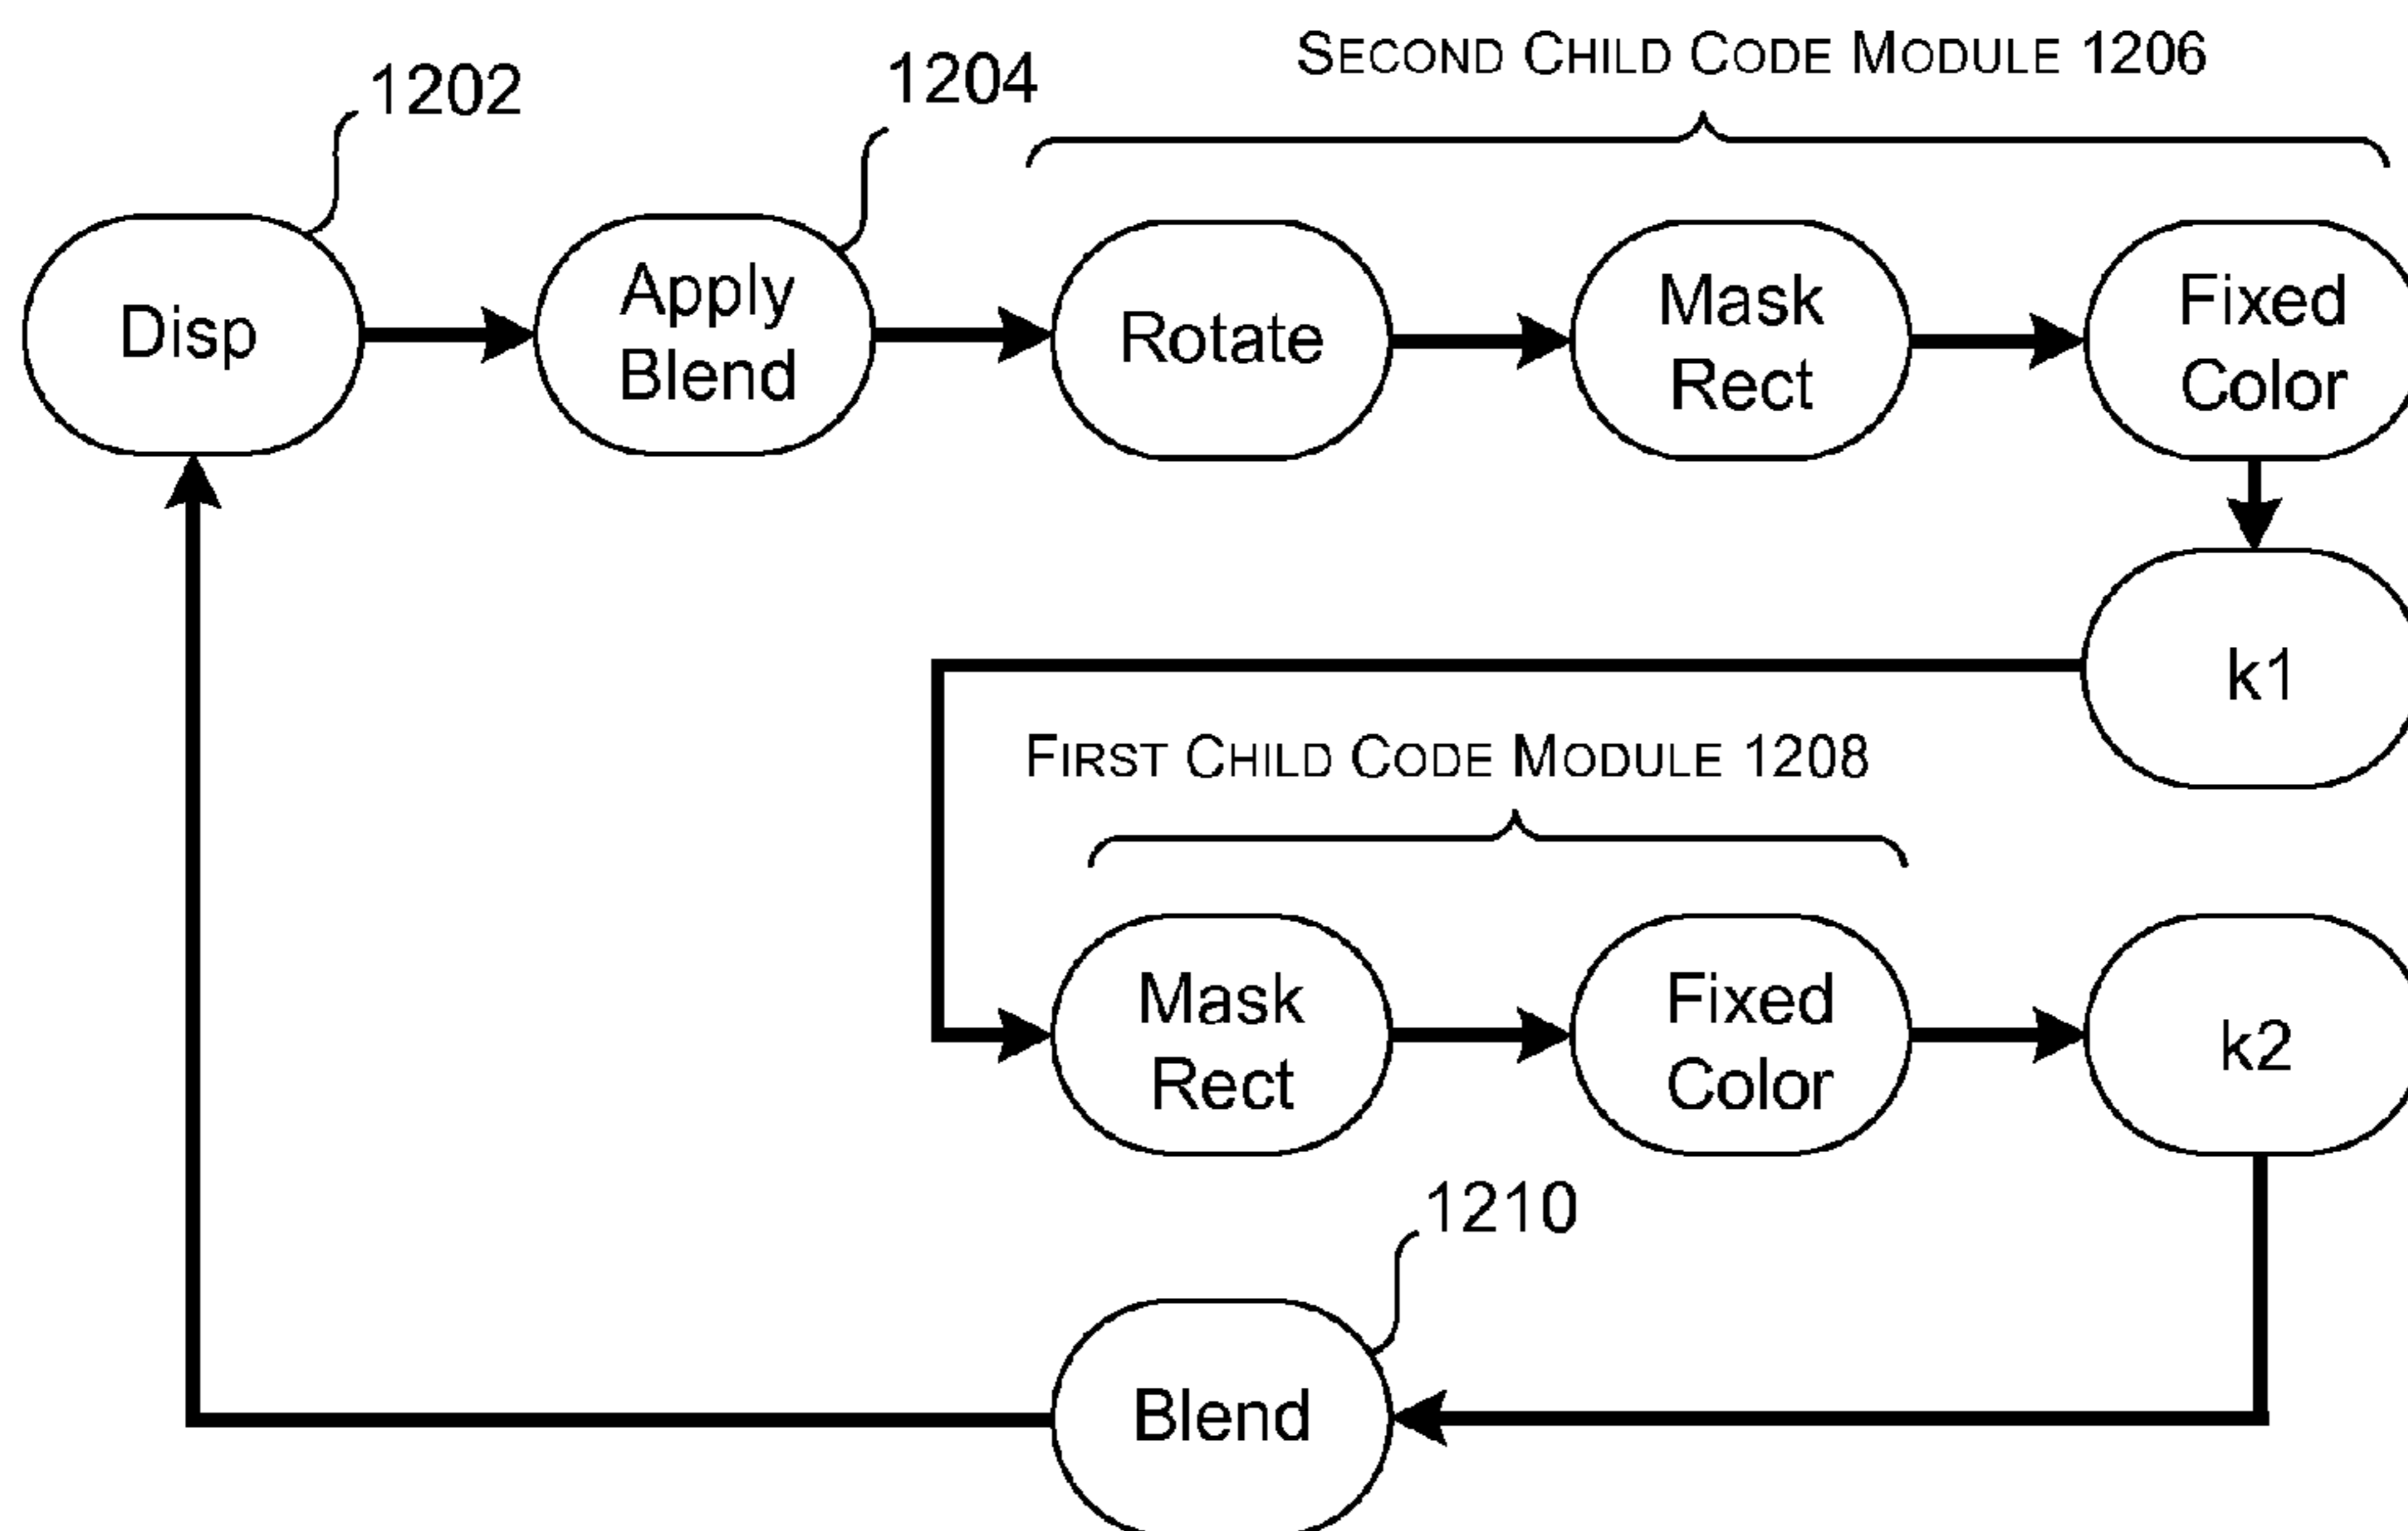 1202
1204
SECOND CHILD CODE MODULE 1206
Disp
Apply
Blend
Rotate
Mask
Rect
Fixed
Color
k1
FIRST CHILD CODE MODULE 1208
Mask
Rect
Fixed
Color
k2
1210
Blend